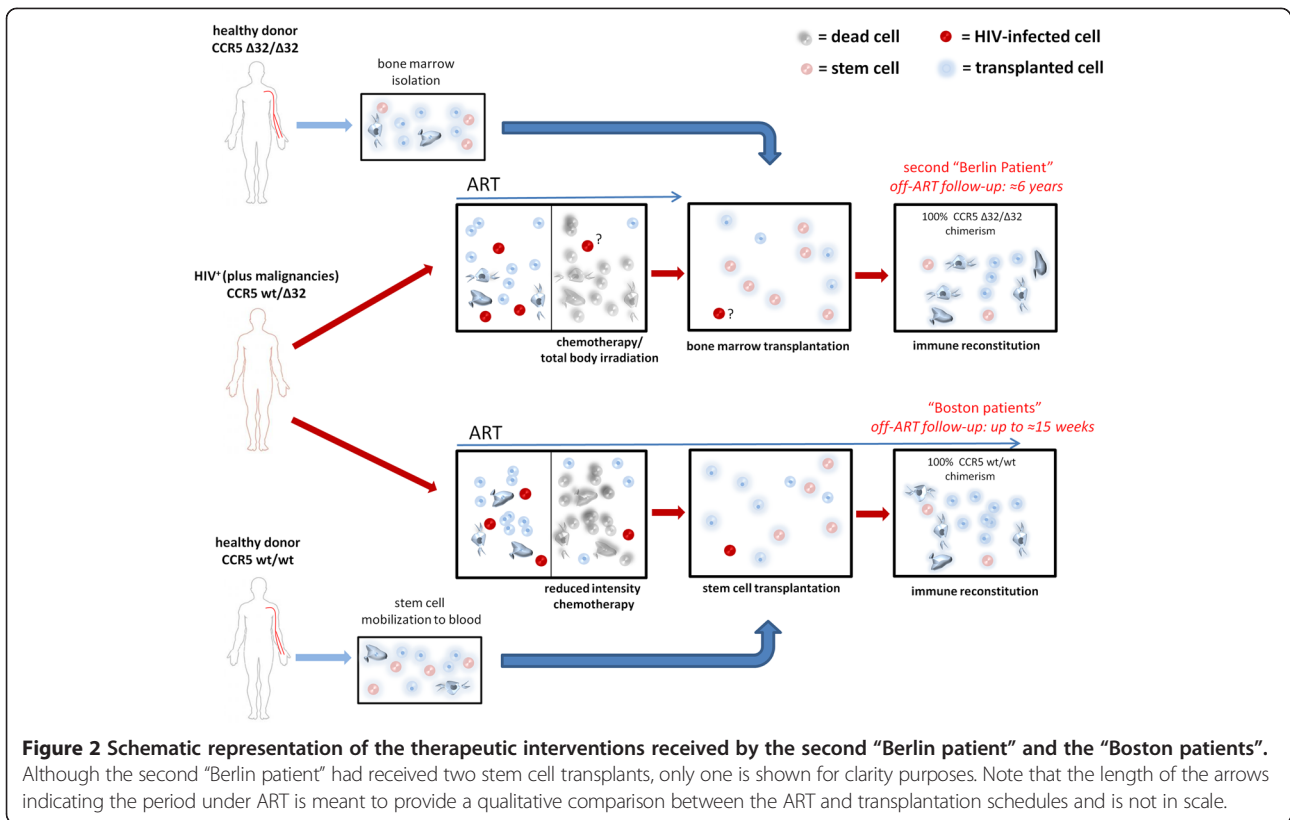 healthy donor
CCR5 Δ32/Δ32
bone marrow
isolation
= dead cell
= HIV-infected cell
= stem cell
= transplanted cell
ART
second “Berlin Patient”
off-ART follow-up: ≈6 years
?
?
100% CCR5 Δ32/Δ32
chimerism
HIV⁺ (plus malignancies)
CCR5 wt/Δ32
chemotherapy/
total body irradiation
bone marrow transplantation
immune reconstitution
“Boston patients”
off-ART follow-up: up to ≈15 weeks
ART
100% CCR5 wt/wt
chimerism
healthy donor
CCR5 wt/wt
reduced intensity
chemotherapy
stem cell transplantation
immune reconstitution
stem cell
mobilization to blood
Figure 2 Schematic representation of the therapeutic interventions received by the second “Berlin patient” and the “Boston patients”.
Although the second “Berlin patient” had received two stem cell transplants, only one is shown for clarity purposes. Note that the length of the arrows
indicating the period under ART is meant to provide a qualitative comparison between the ART and transplantation schedules and is not in scale.